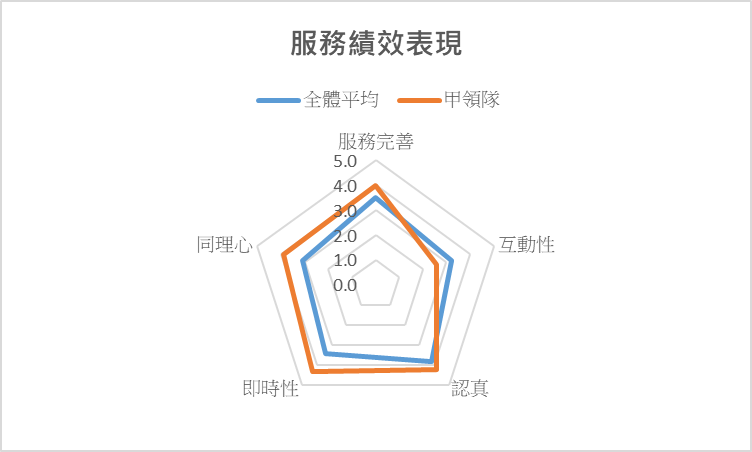 服務績效表現
全體平均 甲領隊
服務完善
5.0
4.0
3.0
同理心 2.0 互動性
1.0
0.0
即時性 認真